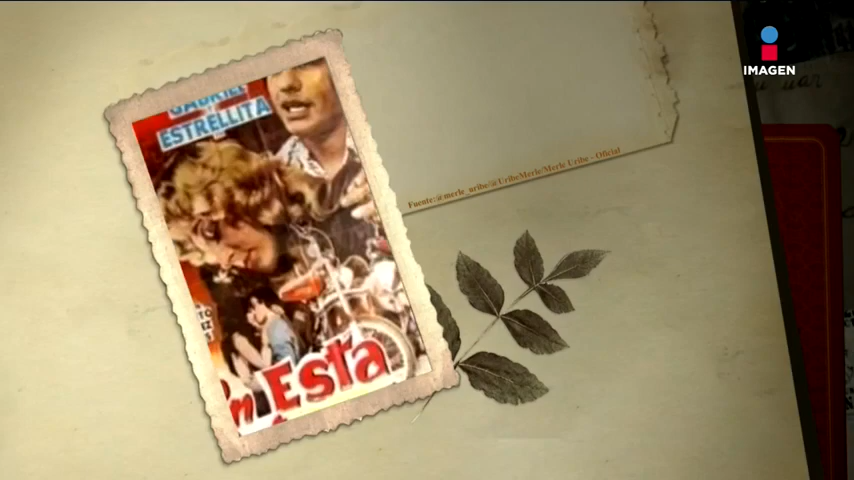 IMAGEN
GABRIEL
Y
ESTRELLITA
Fuente:@merle_uribe/@UribeMerle/Merle Uribe - Oficial
Esta